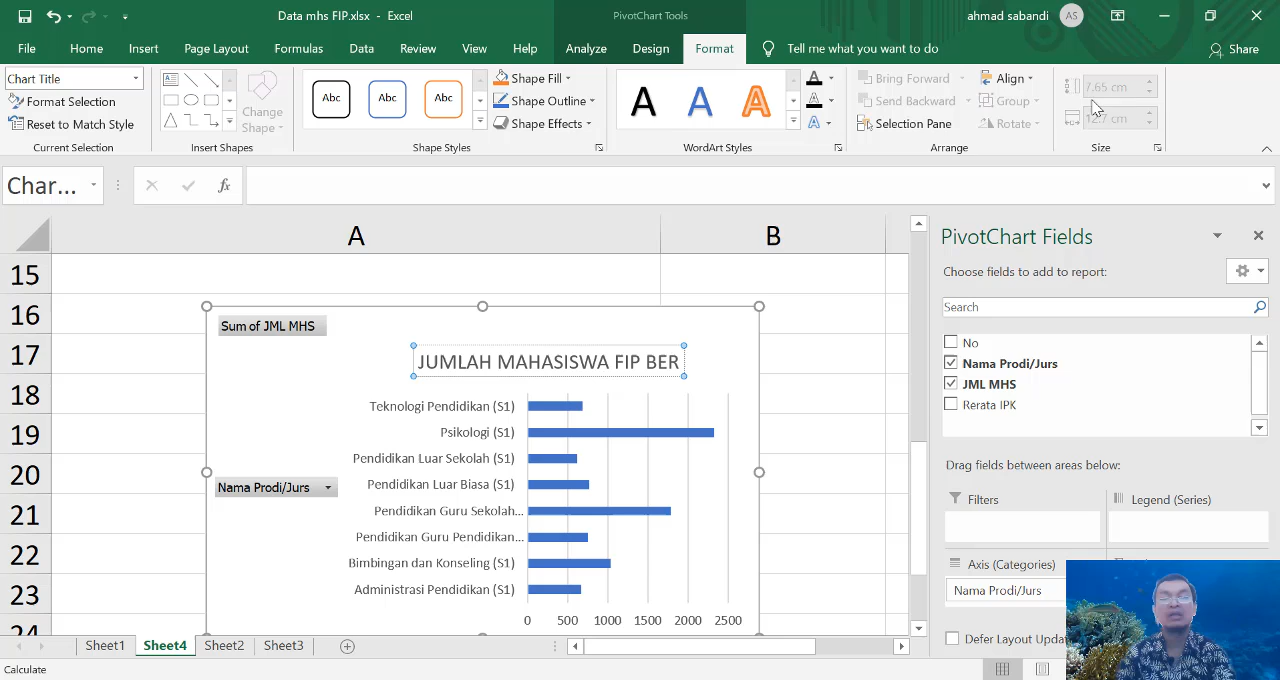 Data mhs FIP.xlsx - Excel
PivotChart Tools
ahmad sabandi AS
File Home Insert Page Layout Formulas Data Review View Help Analyze Design Format Tell me what you want to do Share
Chart Title
Format Selection
Reset to Match Style
Current Selection
Change Shape
Insert Shapes
Abc Abc Abc
Shape Fill
Shape Outline
Shape Effects
Shape Styles
A A A
WordArt Styles
Bring Forward
Send Backward
Selection Pane
Align
Group
Rotate
Arrange
7.65 cm
12.7 cm
Size
Char... fx
A B
15
16
17
18
19
20
21
22
23
24
Sum of JML MHS
JUMLAH MAHASISWA FIP BER
Teknologi Pendidikan (S1)
Psikologi (S1)
Pendidikan Luar Sekolah (S1)
Nama Prodi/Jurs
Pendidikan Luar Biasa (S1)
Pendidikan Guru Sekolah...
Pendidikan Guru Pendidikan...
Bimbingan dan Konseling (S1)
Administrasi Pendidikan (S1)
0 500 1000 1500 2000 2500
PivotChart Fields
Choose fields to add to report:
Search
No
Nama Prodi/Jurs
JML MHS
Rerata IPK
Drag fields between areas below:
Filters
Legend (Series)
Axis (Categories)
Nama Prodi/Jurs
Defer Layout Upda
Sheet1 Sheet4 Sheet2 Sheet3
Calculate